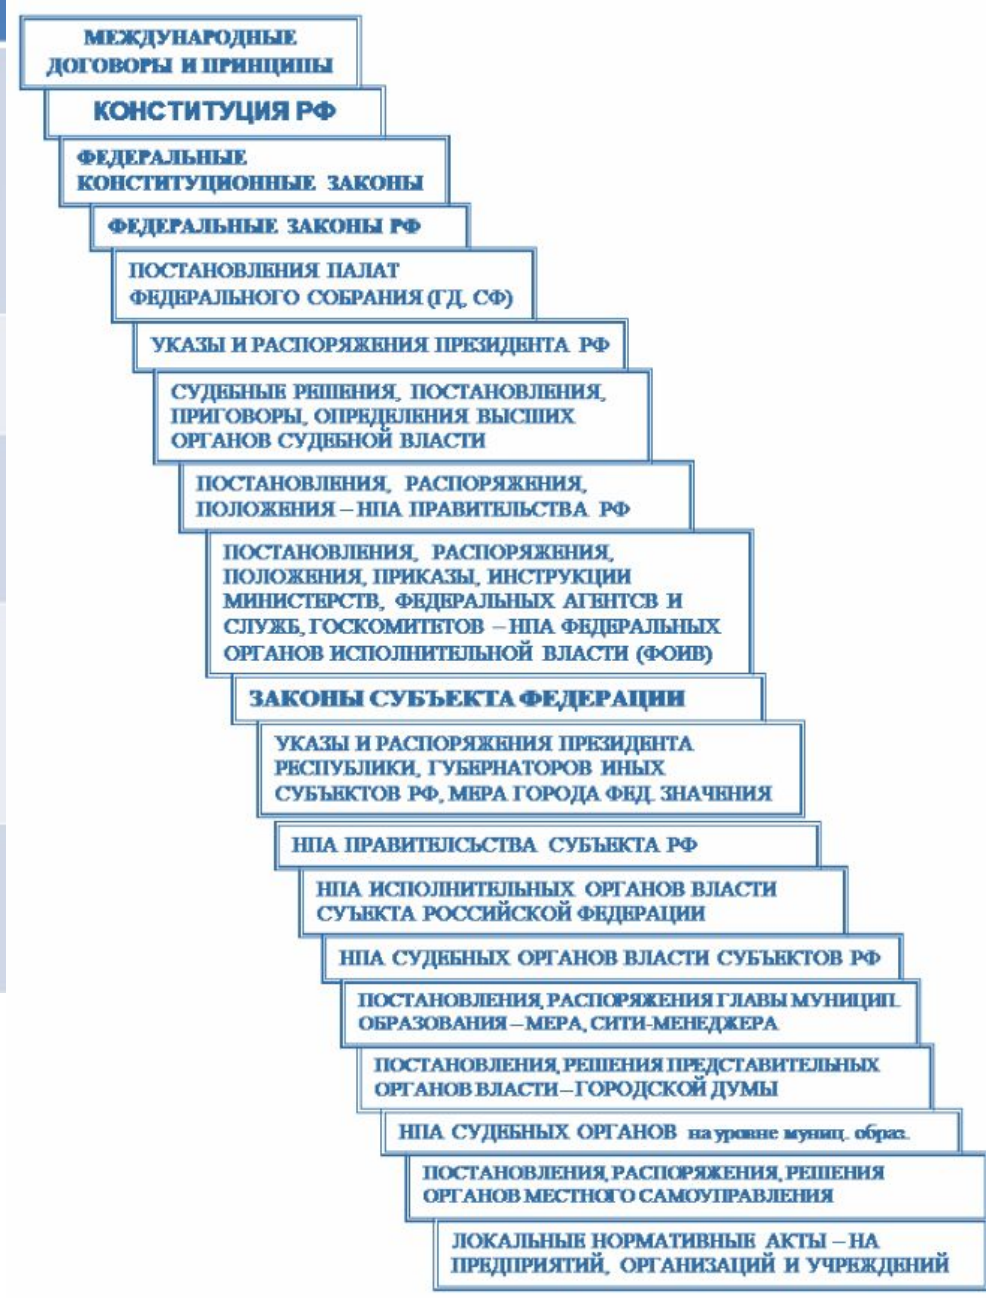 МЕЖДУНАРОДНЫЕ
ДОГОВОРЫ И ПРИНЦИПЫ
КОНСТИТУЦИЯ РФ
ФЕДЕРАЛЬНЫЕ
КОНСТИТУЦИОННЫЕ ЗАКОНЫ
ФЕДЕРАЛЬНЫЕ ЗАКОНЫ РФ
ПОСТАНОВЛЕНИЯ ПАЛАТ
ФЕДЕРАЛЬНОГО СОБРАНИЯ (ГД, СФ)
УКАЗЫ И РАСПОРЯЖЕНИЯ ПРЕЗИДЕНТА РФ
СУДЕБНЫЕ РЕШЕНИЯ, ПОСТАНОВЛЕНИЯ,
ПРИГОВОРЫ, ОПРЕДЕЛЕНИЯ ВЫСШИХ
ОРГАНОВ СУДЕБНОЙ ВЛАСТИ
ПОСТАНОВЛЕНИЯ, РАСПОРЯЖЕНИЯ,
ПОЛОЖЕНИЯ – НПА ПРАВИТЕЛЬСТВА РФ
ПОСТАНОВЛЕНИЯ, РАСПОРЯЖЕНИЯ,
ПОЛОЖЕНИЯ, ПРИКАЗЫ, ИНСТРУКЦИИ
МИНИСТЕРСТВ, ФЕДЕРАЛЬНЫХ АГЕНТСВ И
СЛУЖБ, ГОСКОМИТЕТОВ – НПА ФЕДЕРАЛЬНЫХ
ОРГАНОВ ИСПОЛНИТЕЛЬНОЙ ВЛАСТИ (ФОИВ)
ЗАКОНЫ СУБЪЕКТА ФЕДЕРАЦИИ
УКАЗЫ И РАСПОРЯЖЕНИЯ ПРЕЗИДЕНТА
РЕСПУБЛИКИ, ГУБЕРНАТОРОВ ИНЫХ
СУБЪЕКТОВ РФ, МЕРА ГОРОДА ФЕД. ЗНАЧЕНИЯ
НПА ПРАВИТЕЛСЬСТВА СУБЪЕКТА РФ
НПА ИСПОЛНИТЕЛЬНЫХ ОРГАНОВ ВЛАСТИ
СУЪЕКТА РОССИЙСКОЙ ФЕДЕРАЦИИ
НПА СУДЕБНЫХ ОРГАНОВ ВЛАСТИ СУБЪЕКТОВ РФ
ПОСТАНОВЛЕНИЯ, РАСПОРЯЖЕНИЯ ГЛАВЫ МУНИЦИП.
ОБРАЗОВАНИЯ – МЕРА, СИТИ-МЕНЕДЖЕРА
ПОСТАНОВЛЕНИЯ, РЕШЕНИЯ ПРЕДСТАВИТЕЛЬНЫХ
ОРГАНОВ ВЛАСТИ – ГОРОДСКОЙ ДУМЫ
НПА СУДЕБНЫХ ОРГАНОВ на уровне муниц. образ.
ПОСТАНОВЛЕНИЯ, РАСПОРЯЖЕНИЯ, РЕШЕНИЯ
ОРГАНОВ МЕСТНОГО САМОУПРАВЛЕНИЯ
ЛОКАЛЬНЫЕ НОРМАТИВНЫЕ АКТЫ – НА
ПРЕДПРИЯТИЙ, ОРГАНИЗАЦИЙ И УЧРЕЖДЕНИЙ